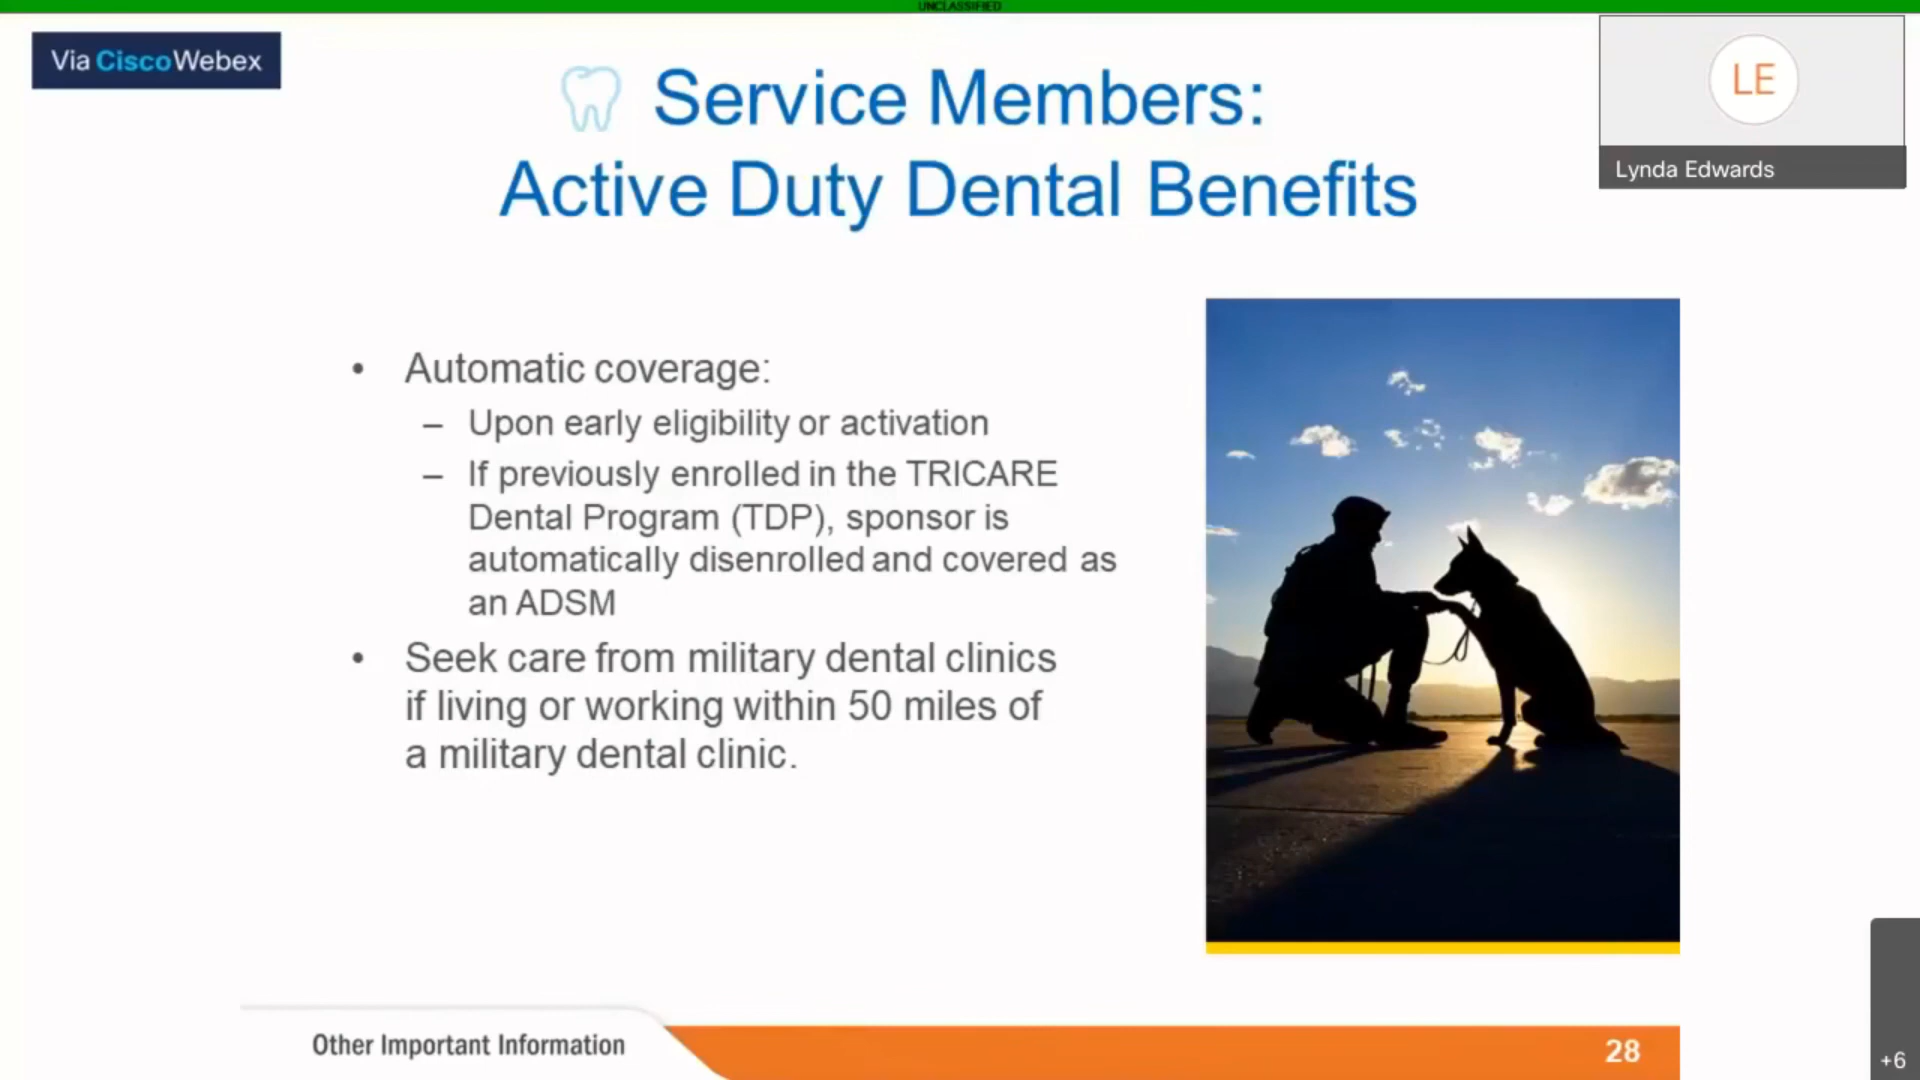 UNCLASSIFIED
Via CiscoWebex
LE
Lynda Edwards
Service Members:
Active Duty Dental Benefits
• Automatic coverage:
– Upon early eligibility or activation
– If previously enrolled in the TRICARE
Dental Program (TDP), sponsor is
automatically disenrolled and covered as
an ADSM
• Seek care from military dental clinics
if living or working within 50 miles of
a military dental clinic.
Other Important Information
28
+6